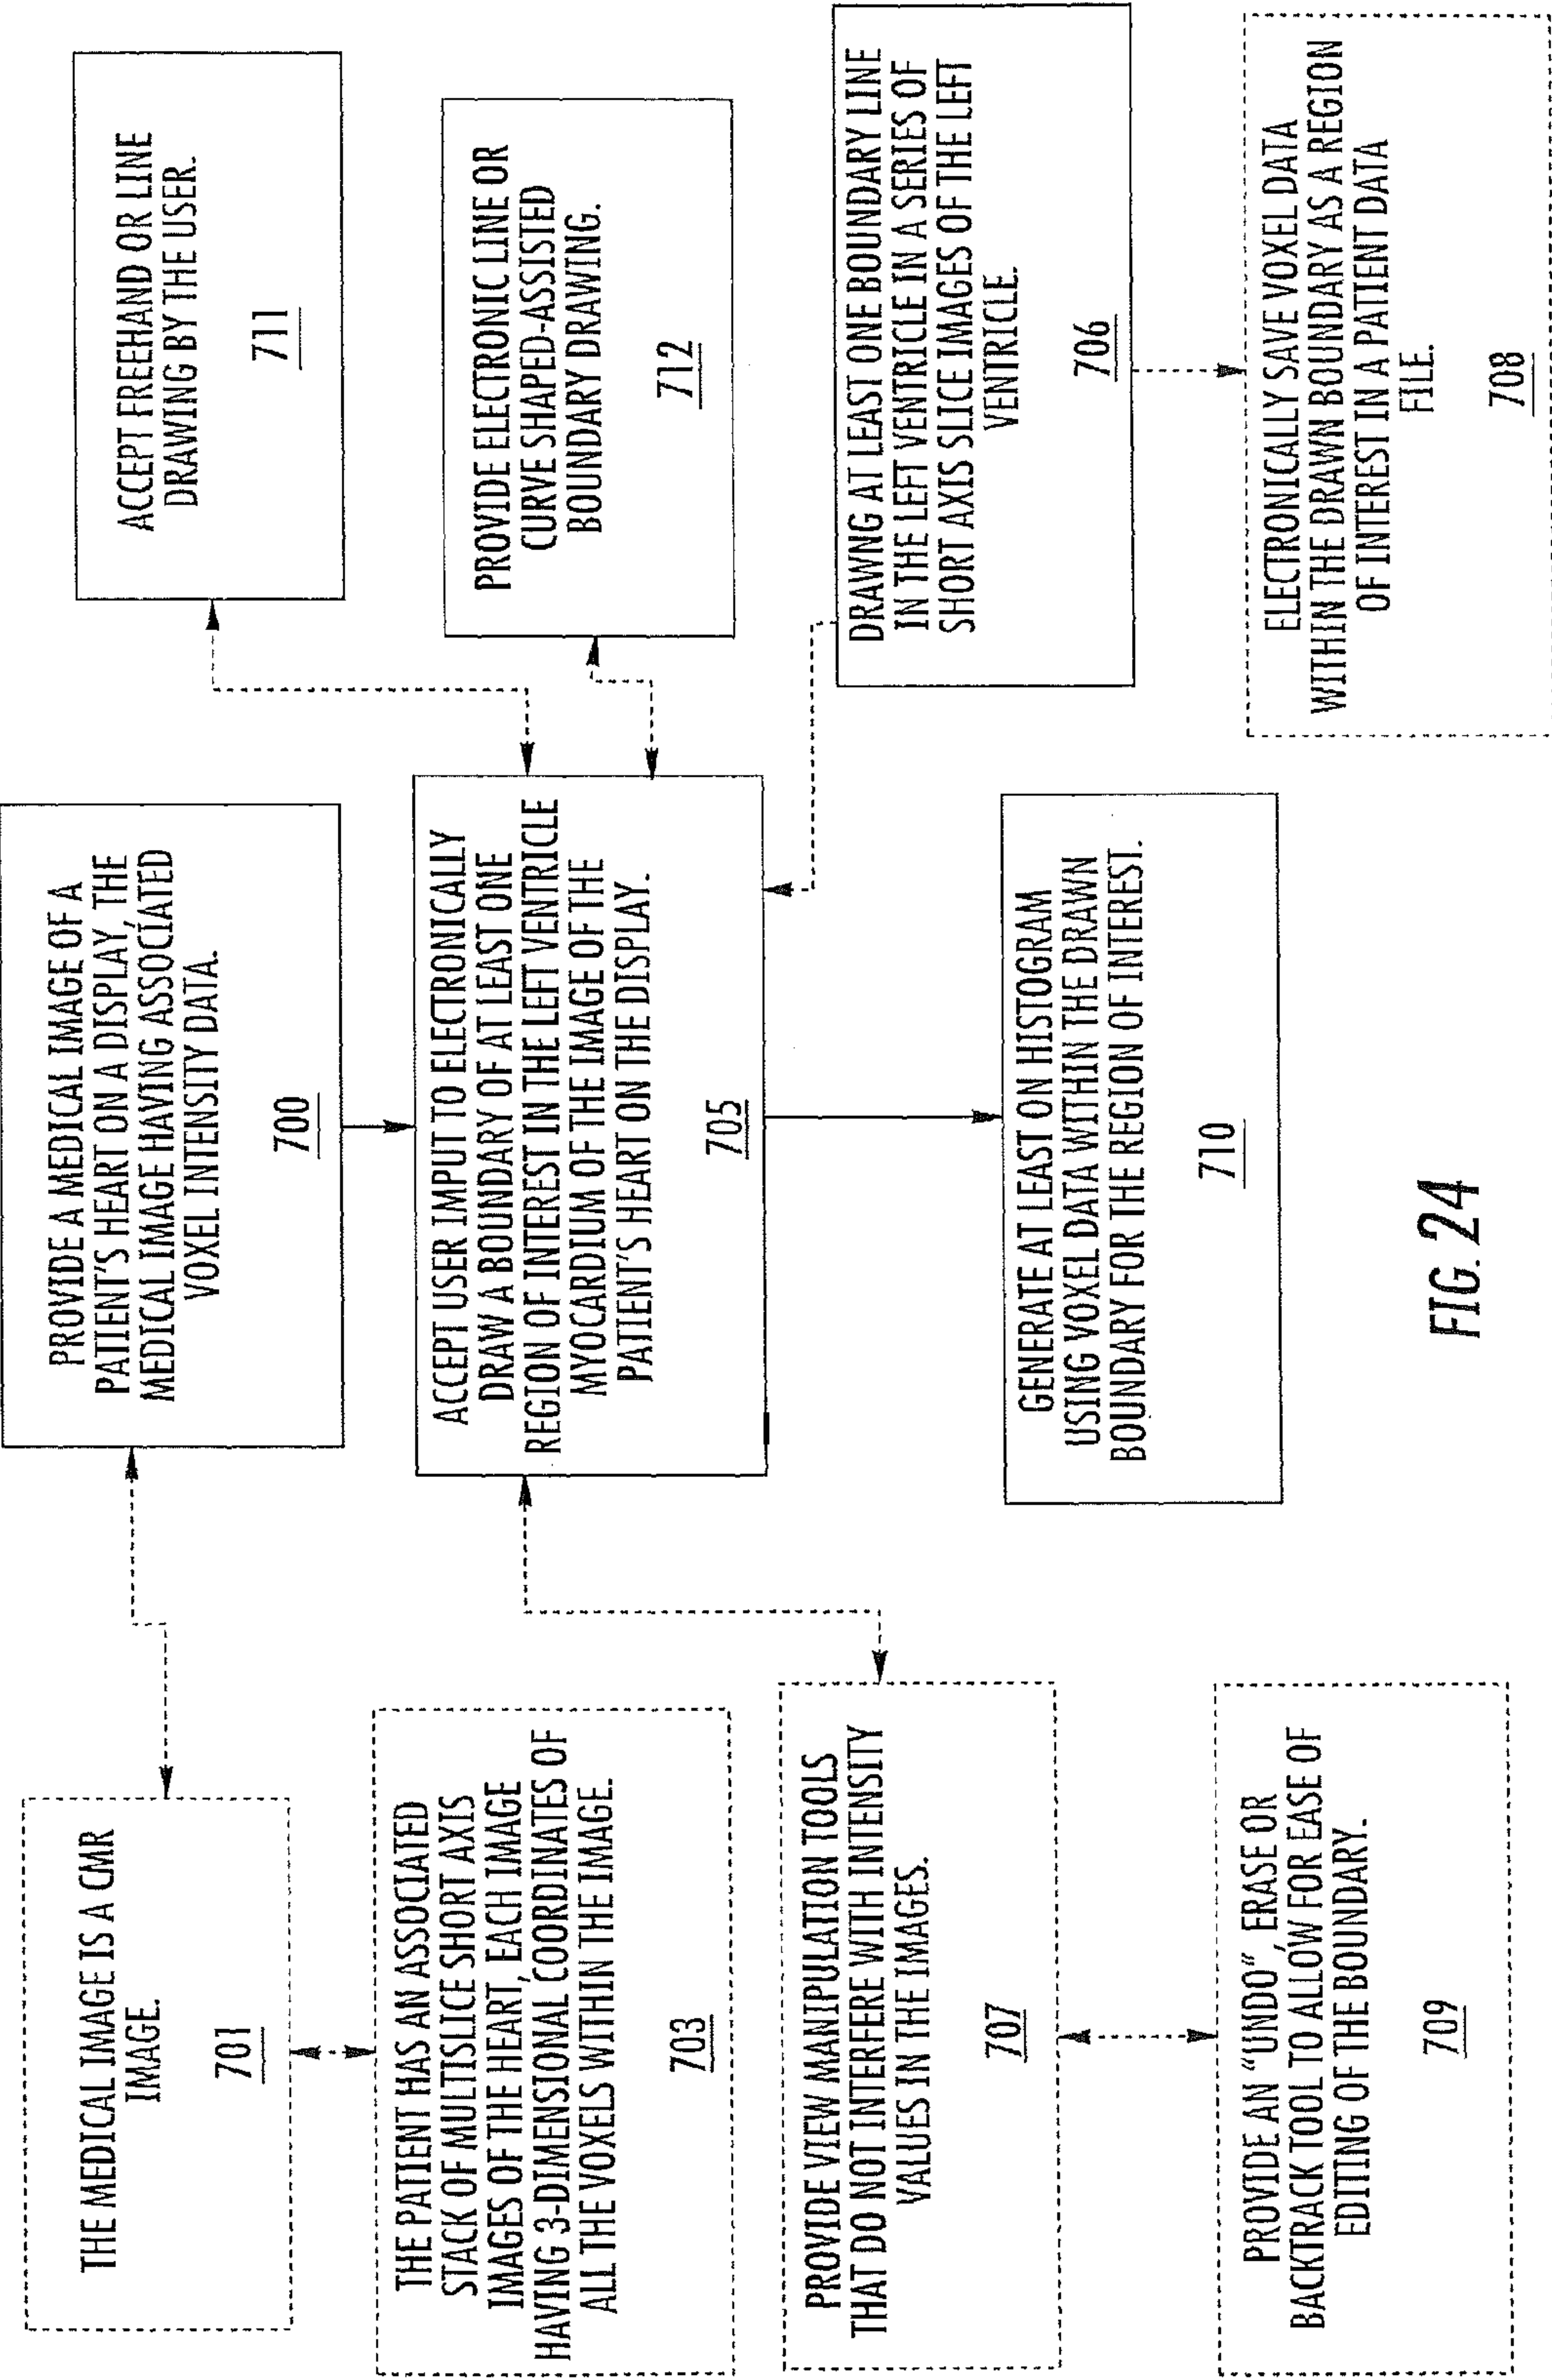 PROVIDE A MEDICAL IMAGE OF A
PATIENT'S HEART ON A DISPLAY, THE
MEDICAL IMAGE HAVING ASSOCIATED
VOXEL INTENSITY DATA.
700
THE MEDICAL IMAGE IS A CMR
IMAGE.
701
THE PATIENT HAS AN ASSOCIATED
STACK OF MULTISLICE SHORT AXIS
IMAGES OF THE HEART, EACH IMAGE
HAVING 3-DIMENSIONAL COORDINATES OF
ALL THE VOXELS WITHIN THE IMAGE.
703
ACCEPT USER IMPUT TO ELECTRONICALLY
DRAW A BOUNDARY OF AT LEAST ONE
REGION OF INTEREST IN THE LEFT VENTRICLE
MYOCARDIUM OF THE IMAGE OF THE
PATIENT'S HEART ON THE DISPLAY.
705
ACCEPT FREEHAND OR LINE
DRAWING BY THE USER.
711
PROVIDE ELECTRONIC LINE OR
CURVE SHAPED-ASSISTED
BOUNDARY DRAWING.
712
PROVIDE VIEW MANIPULATION TOOLS
THAT DO NOT INTERFERE WITH INTENSITY
VALUES IN THE IMAGES.
707
DRAWNG AT LEAST ONE BOUNDARY LINE
IN THE LEFT VENTRICLE IN A SERIES OF
SHORT AXIS SLICE IMAGES OF THE LEFT
VENTRICLE.
706
GENERATE AT LEAST ON HISTOGRAM
USING VOXEL DATA WITHIN THE DRAWN
BOUNDARY FOR THE REGION OF INTEREST.
710
PROVIDE AN "UNDO", ERASE OR
BACKTRACK TOOL TO ALLOW FOR EASE OF
EDITING OF THE BOUNDARY.
709
ELECTRONICALLY SAVE VOXEL DATA
WITHIN THE DRAWN BOUNDARY AS A REGION
OF INTEREST IN A PATIENT DATA
FILE.
708
FIG. 24